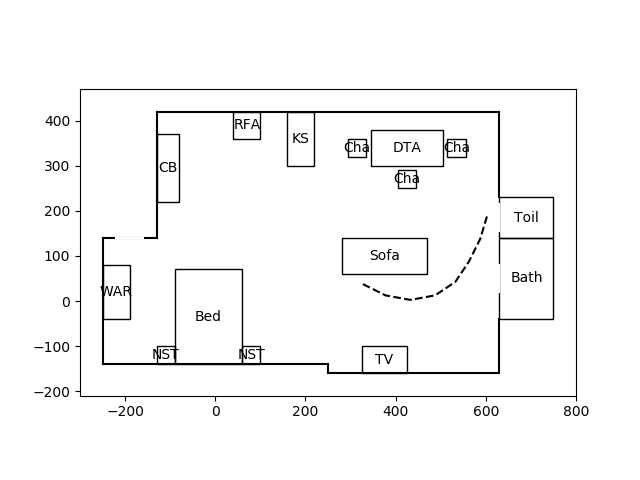 400
300
200
100
0
−100
−200
RFA
KS
Cha
DTA
Cha
CB
Cha
Toil
Sofa
Bath
WAR
Bed
NST
NST
TV
−200
0
200
400
600
800